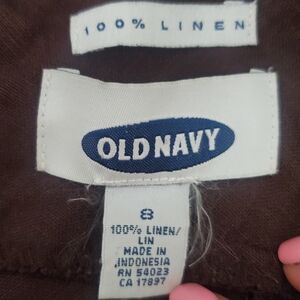 100% LINEN
OLD NAVY
8
100% LINEN/
LIN
MADE IN
INDONESIA
RN 54023
CA 17897